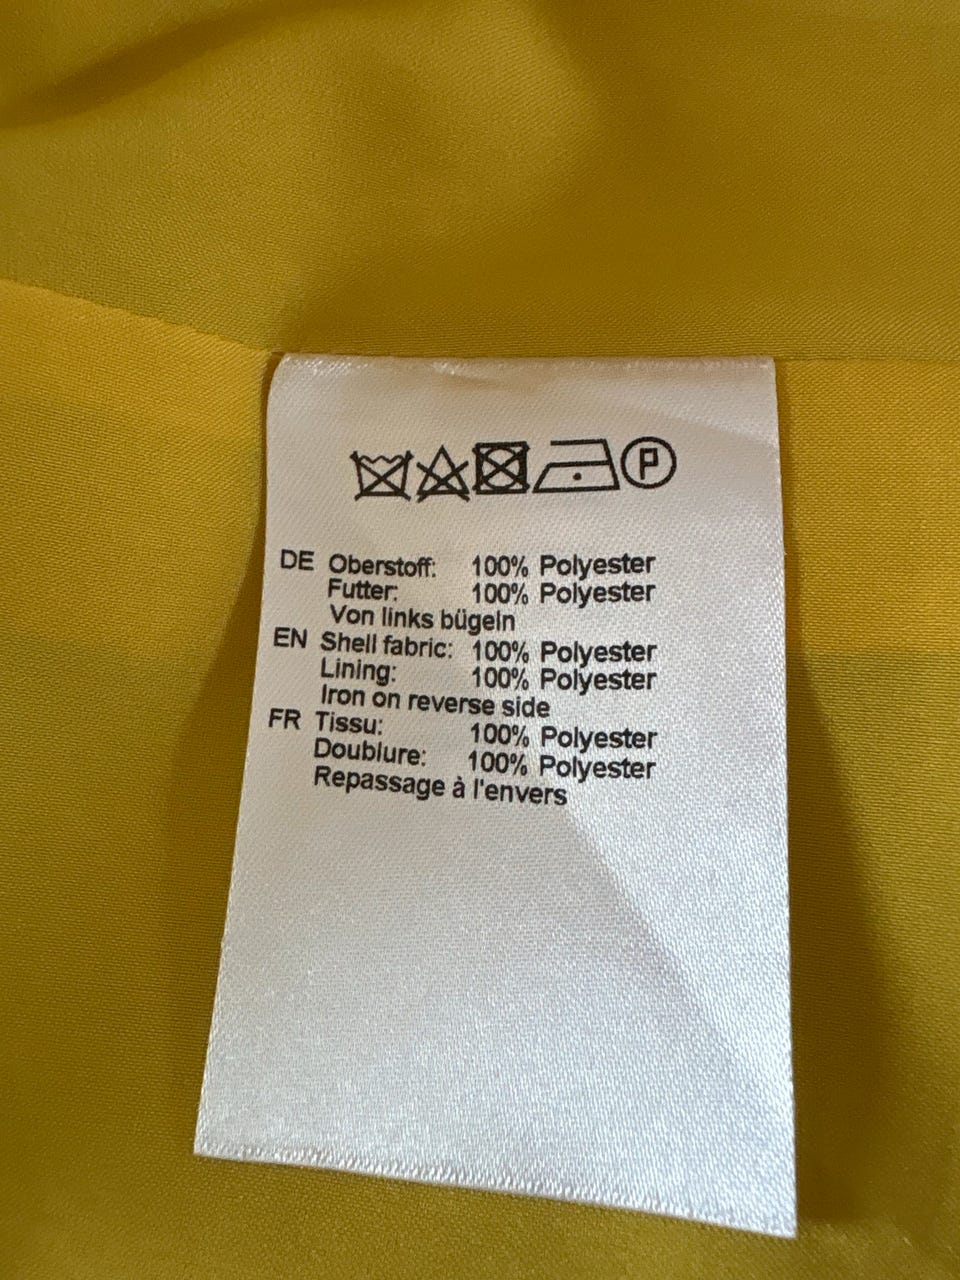 P
DE Oberstoff: 100% Polyester
Futter: 100% Polyester
Von links bügeln
EN Shell fabric: 100% Polyester
Lining: 100% Polyester
Iron on reverse side
FR Tissu: 100% Polyester
Doublure: 100% Polyester
Repassage à l'envers